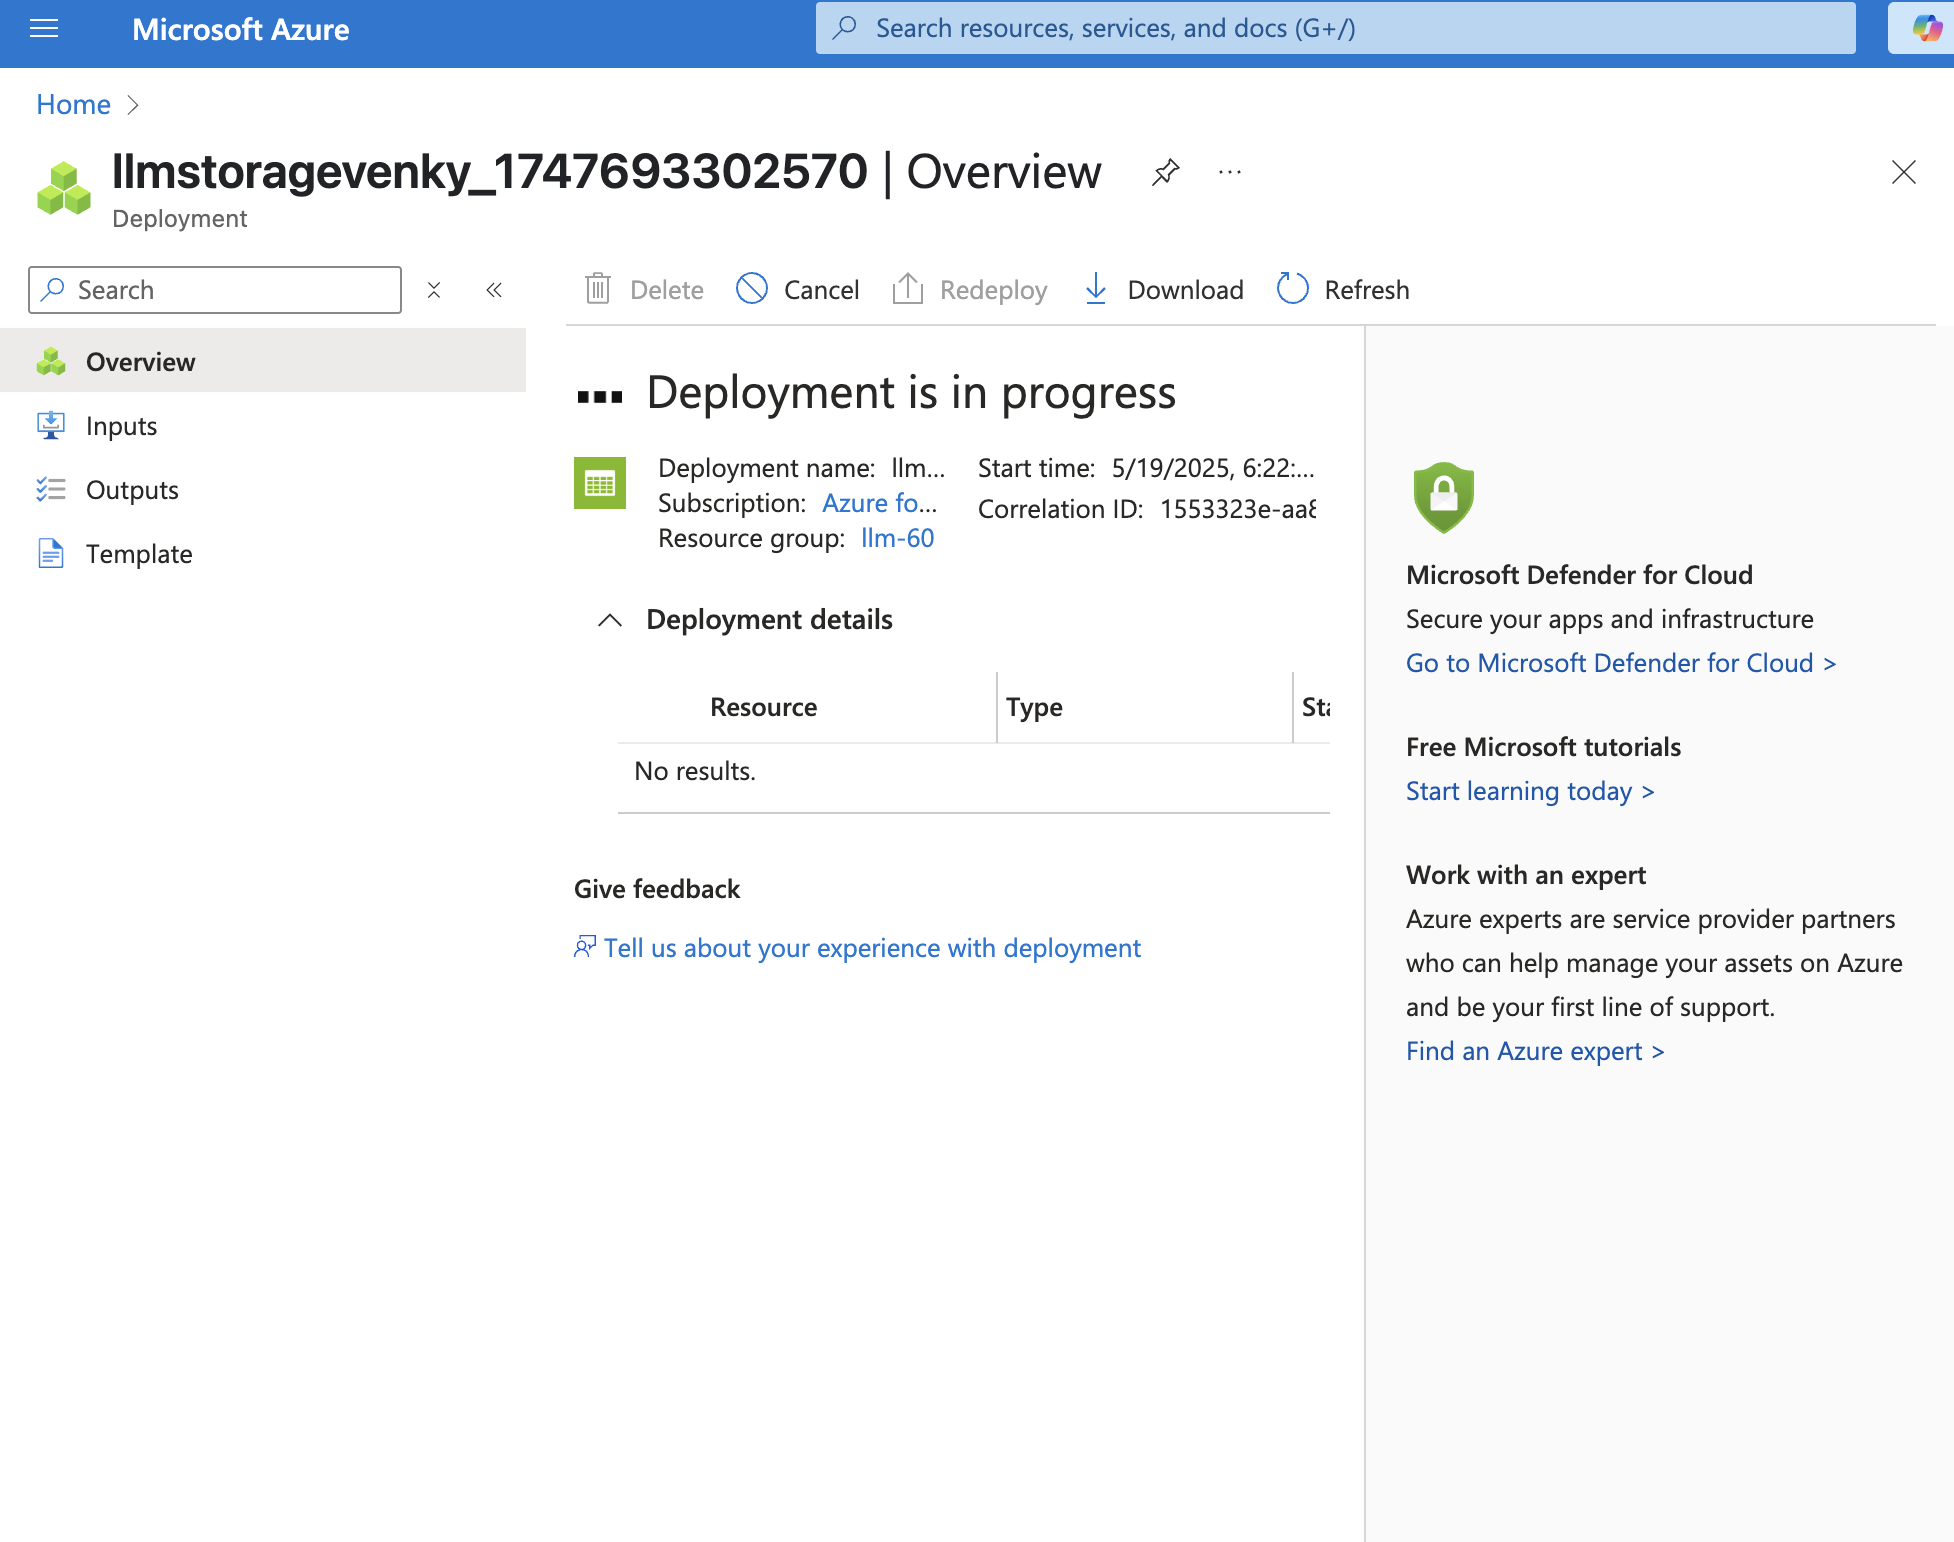 Microsoft Azure
Search resources, services, and docs (G+/)
Home
llmstoragevenky_1747693302570 | Overview
Deployment
Search
Delete
Cancel
Redeploy
Download
Refresh
Overview
Inputs
Outputs
Template
Deployment is in progress
Deployment name: llm...
Subscription: Azure fo...
Resource group: llm-60
Start time: 5/19/2025, 6:22:...
Correlation ID: 1553323e-aa8
Deployment details
Resource
Type
Sta
No results.
Give feedback
Tell us about your experience with deployment
Microsoft Defender for Cloud
Secure your apps and infrastructure
Go to Microsoft Defender for Cloud >
Free Microsoft tutorials
Start learning today >
Work with an expert
Azure experts are service provider partners
who can help manage your assets on Azure
and be your first line of support.
Find an Azure expert >